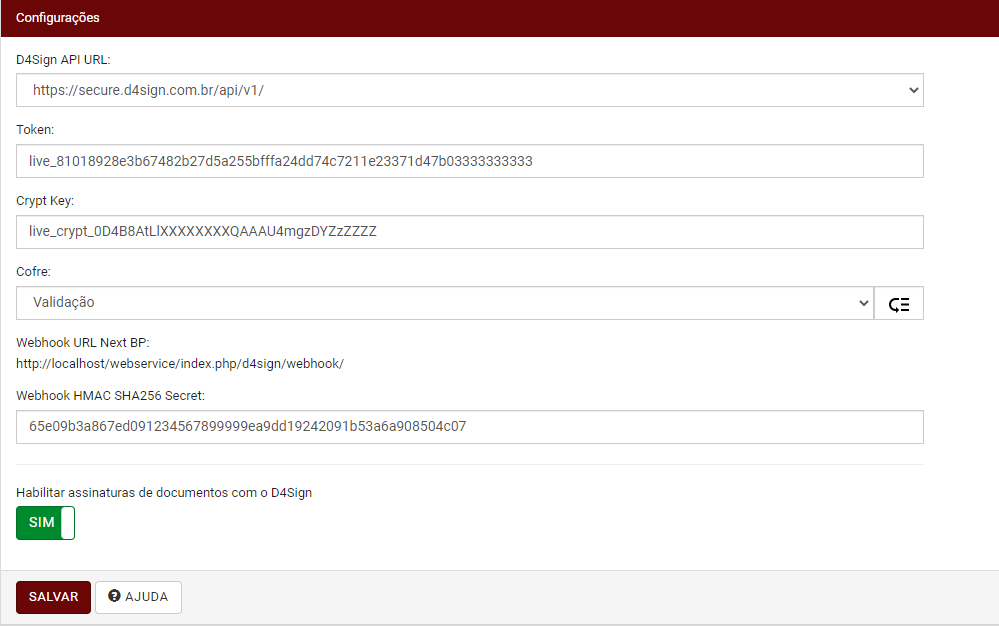 Configurações
D4Sign API URL:
https://secure.d4sign.com.br/api/v1/
Token:
live_81018928e3b67482b27d5a255bfffa24dd74c7211e23371d47b03333333333
Crypt Key:
live_crypt_0D4B8AtLlXXXXXXXXQAAAU4mgzDYZzZZZZ
Cofre:
Validação
Webhook URL Next BP:
http://localhost/webservice/index.php/d4sign/webhook/
Webhook HMAC SHA256 Secret:
65e09b3a867ed091234567899999ea9dd19242091b53a6a908504c07
Habilitar assinaturas de documentos com o D4Sign
SIM
SALVAR
AJUDA